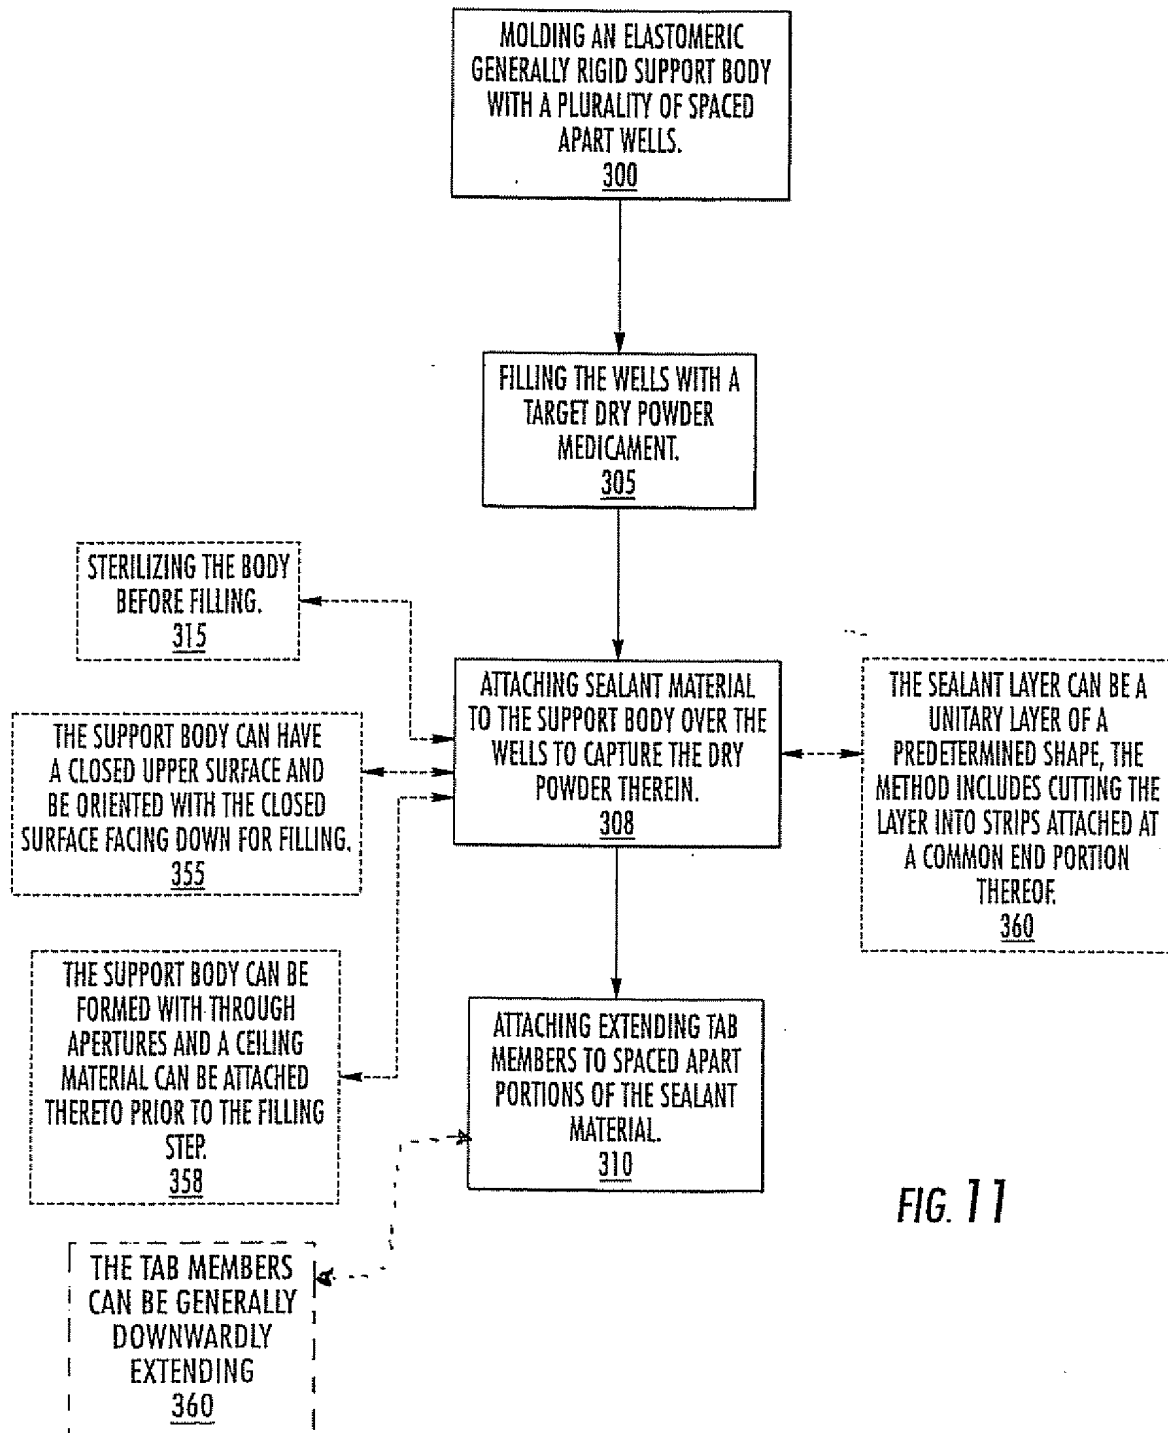 MOLDING AN ELASTOMERIC
GENERALLY RIGID SUPPORT BODY
WITH A PLURALITY OF SPACED
APART WELLS.
300
FILLING THE WELLS WITH A
TARGET DRY POWDER
MEDICAMENT.
305
STERILIZING THE BODY
BEFORE FILLING.
315
ATTACHING SEALANT MATERIAL
TO THE SUPPORT BODY OVER THE
WELLS TO CAPTURE THE DRY
POWDER THEREIN.
308
THE SEALANT LAYER CAN BE A
UNITARY LAYER OF A
PREDETERMINED SHAPE, THE
METHOD INCLUDES CUTTING THE
LAYER INTO STRIPS ATTACHED AT
A COMMON END PORTION
THEREOF.
360
THE SUPPORT BODY CAN HAVE
A CLOSED UPPER SURFACE AND
BE ORIENTED WITH THE CLOSED
SURFACE FACING DOWN FOR FILLING.
355
THE SUPPORT BODY CAN BE
FORMED WITH THROUGH
APERTURES AND A CEILING
MATERIAL CAN BE ATTACHED
THERETO PRIOR TO THE FILLING
STEP.
358
ATTACHING EXTENDING TAB
MEMBERS TO SPACED APART
PORTIONS OF THE SEALANT
MATERIAL.
310
THE TAB MEMBERS
CAN BE GENERALLY
DOWNWARDLY
EXTENDING
360
FIG. 11